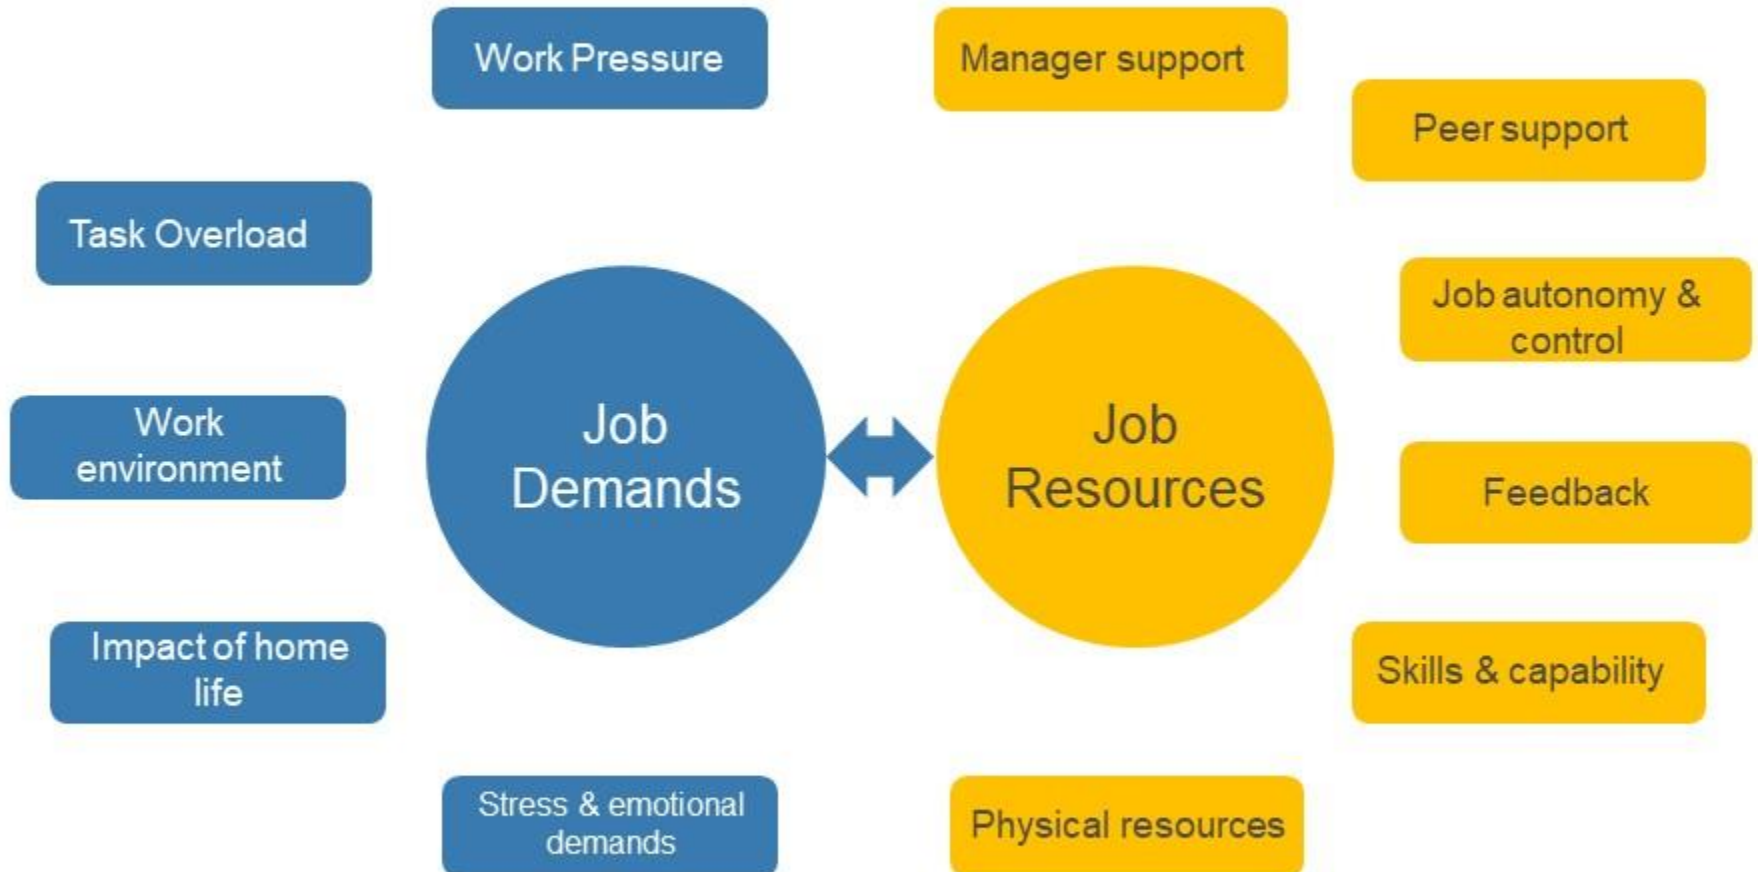 Work Pressure
Manager support
Peer support
Task Overload
Job autonomy &
control
Work
environment
Job
Demands
Job
Resources
Feedback
Impact of home
life
Skills & capability
Stress & emotional
demands
Physical resources